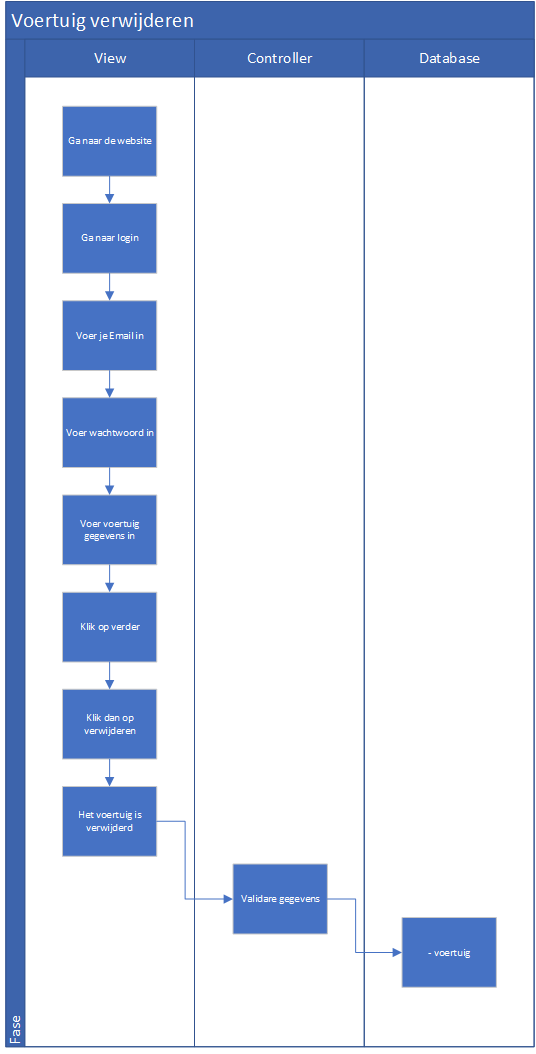 Voertuig verwijderen
View
Controller
Database
Ga naar de website
Ga naar login
Voer je Email in
Voer wachtwoord in
Voer voertuig
gegevens in
Klik op verder
Klik dan op
verwijderen
Het voertuig is
verwijderd
Validare gegevens
- voertuig
Fase